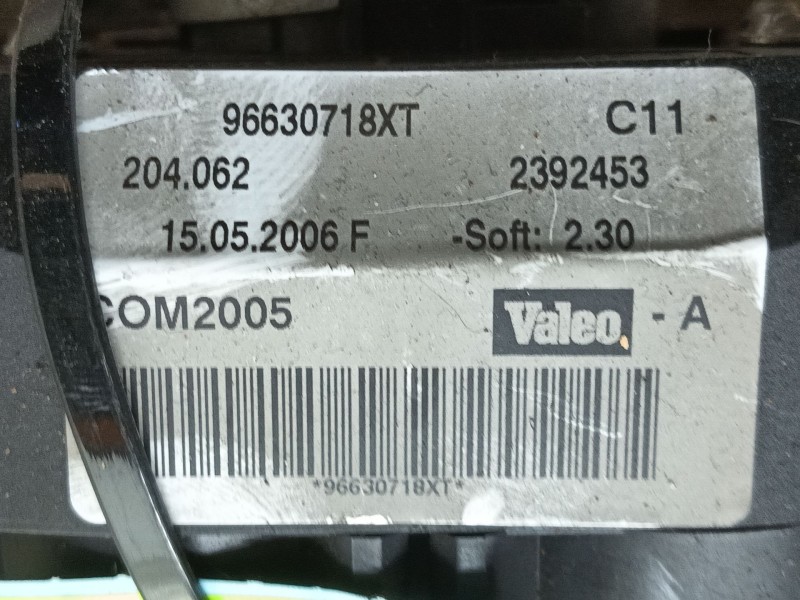 96630718XT C11
204.062 2392453
15.05.2006 F -Soft: 2.30
COM2005 Valeo - A
*96630718XT*